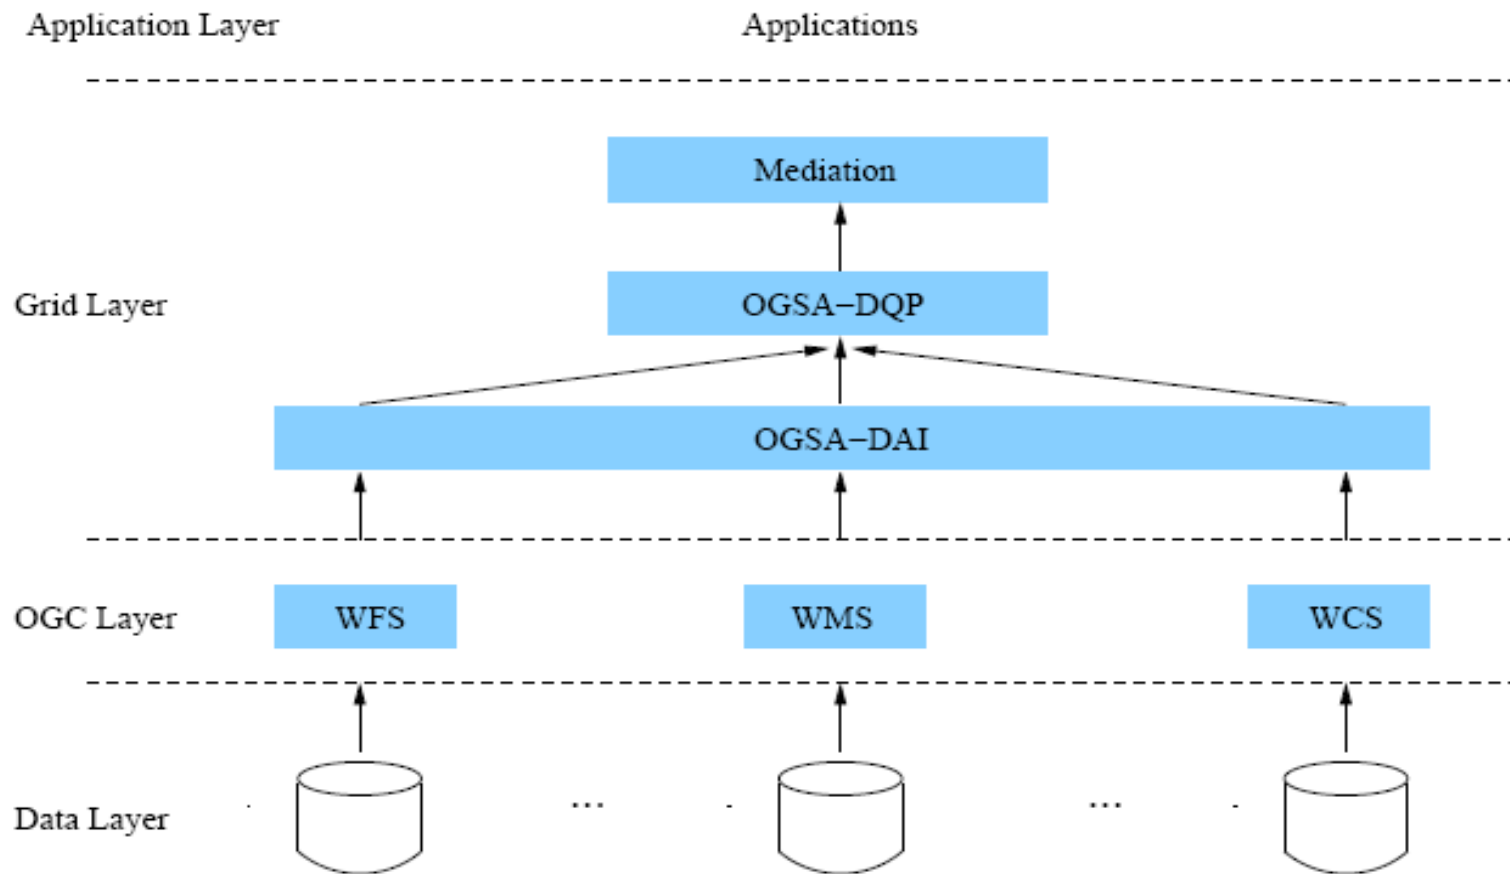 Application Layer
Applications
Mediation
Grid Layer
OGSA−DQP
OGSA−DAI
OGC Layer
WFS
WMS
WCS
Data Layer
...
...